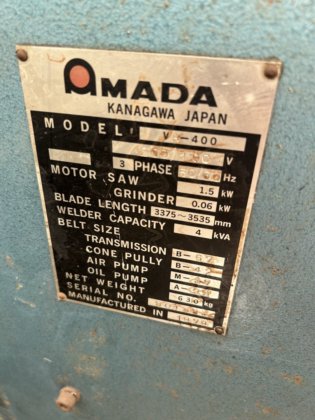 AMADA
KANAGAWA JAPAN
MODEL V -400
V
3 PHASE Hz
MOTOR SAW 1.5 kW
GRINDER 0.06 kW
BLADE LENGTH 3375~3535 mm
WELDER CAPACITY 4 kVA
BELT SIZE
TRANSMISSION B-
CONE PULLY B-
AIR PUMP M-
OIL PUMP A-
NET WEIGHT 630 kg
SERIAL NO.
MANUFACTURED IN